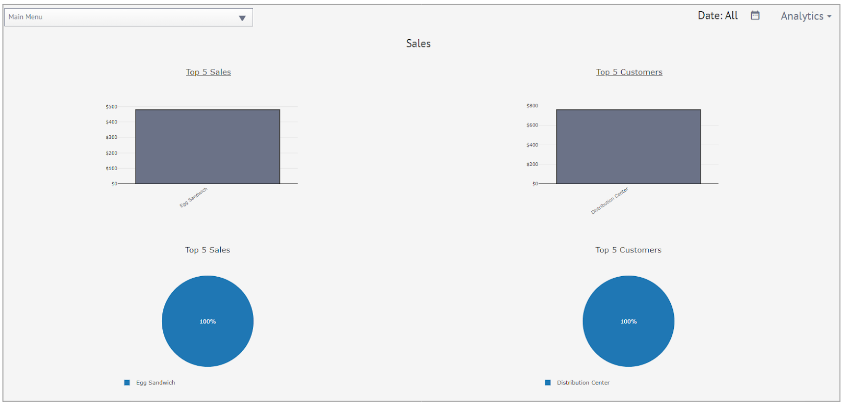 Main Menu
Date: All
Analytics
Sales
Top 5 Sales
Top 5 Customers
$500
$400
$300
$200
$100
$0
Egg Sandwich
$800
$600
$400
$200
$0
Distribution Center
Top 5 Sales
Top 5 Customers
100%
100%
Egg Sandwich
Distribution Center